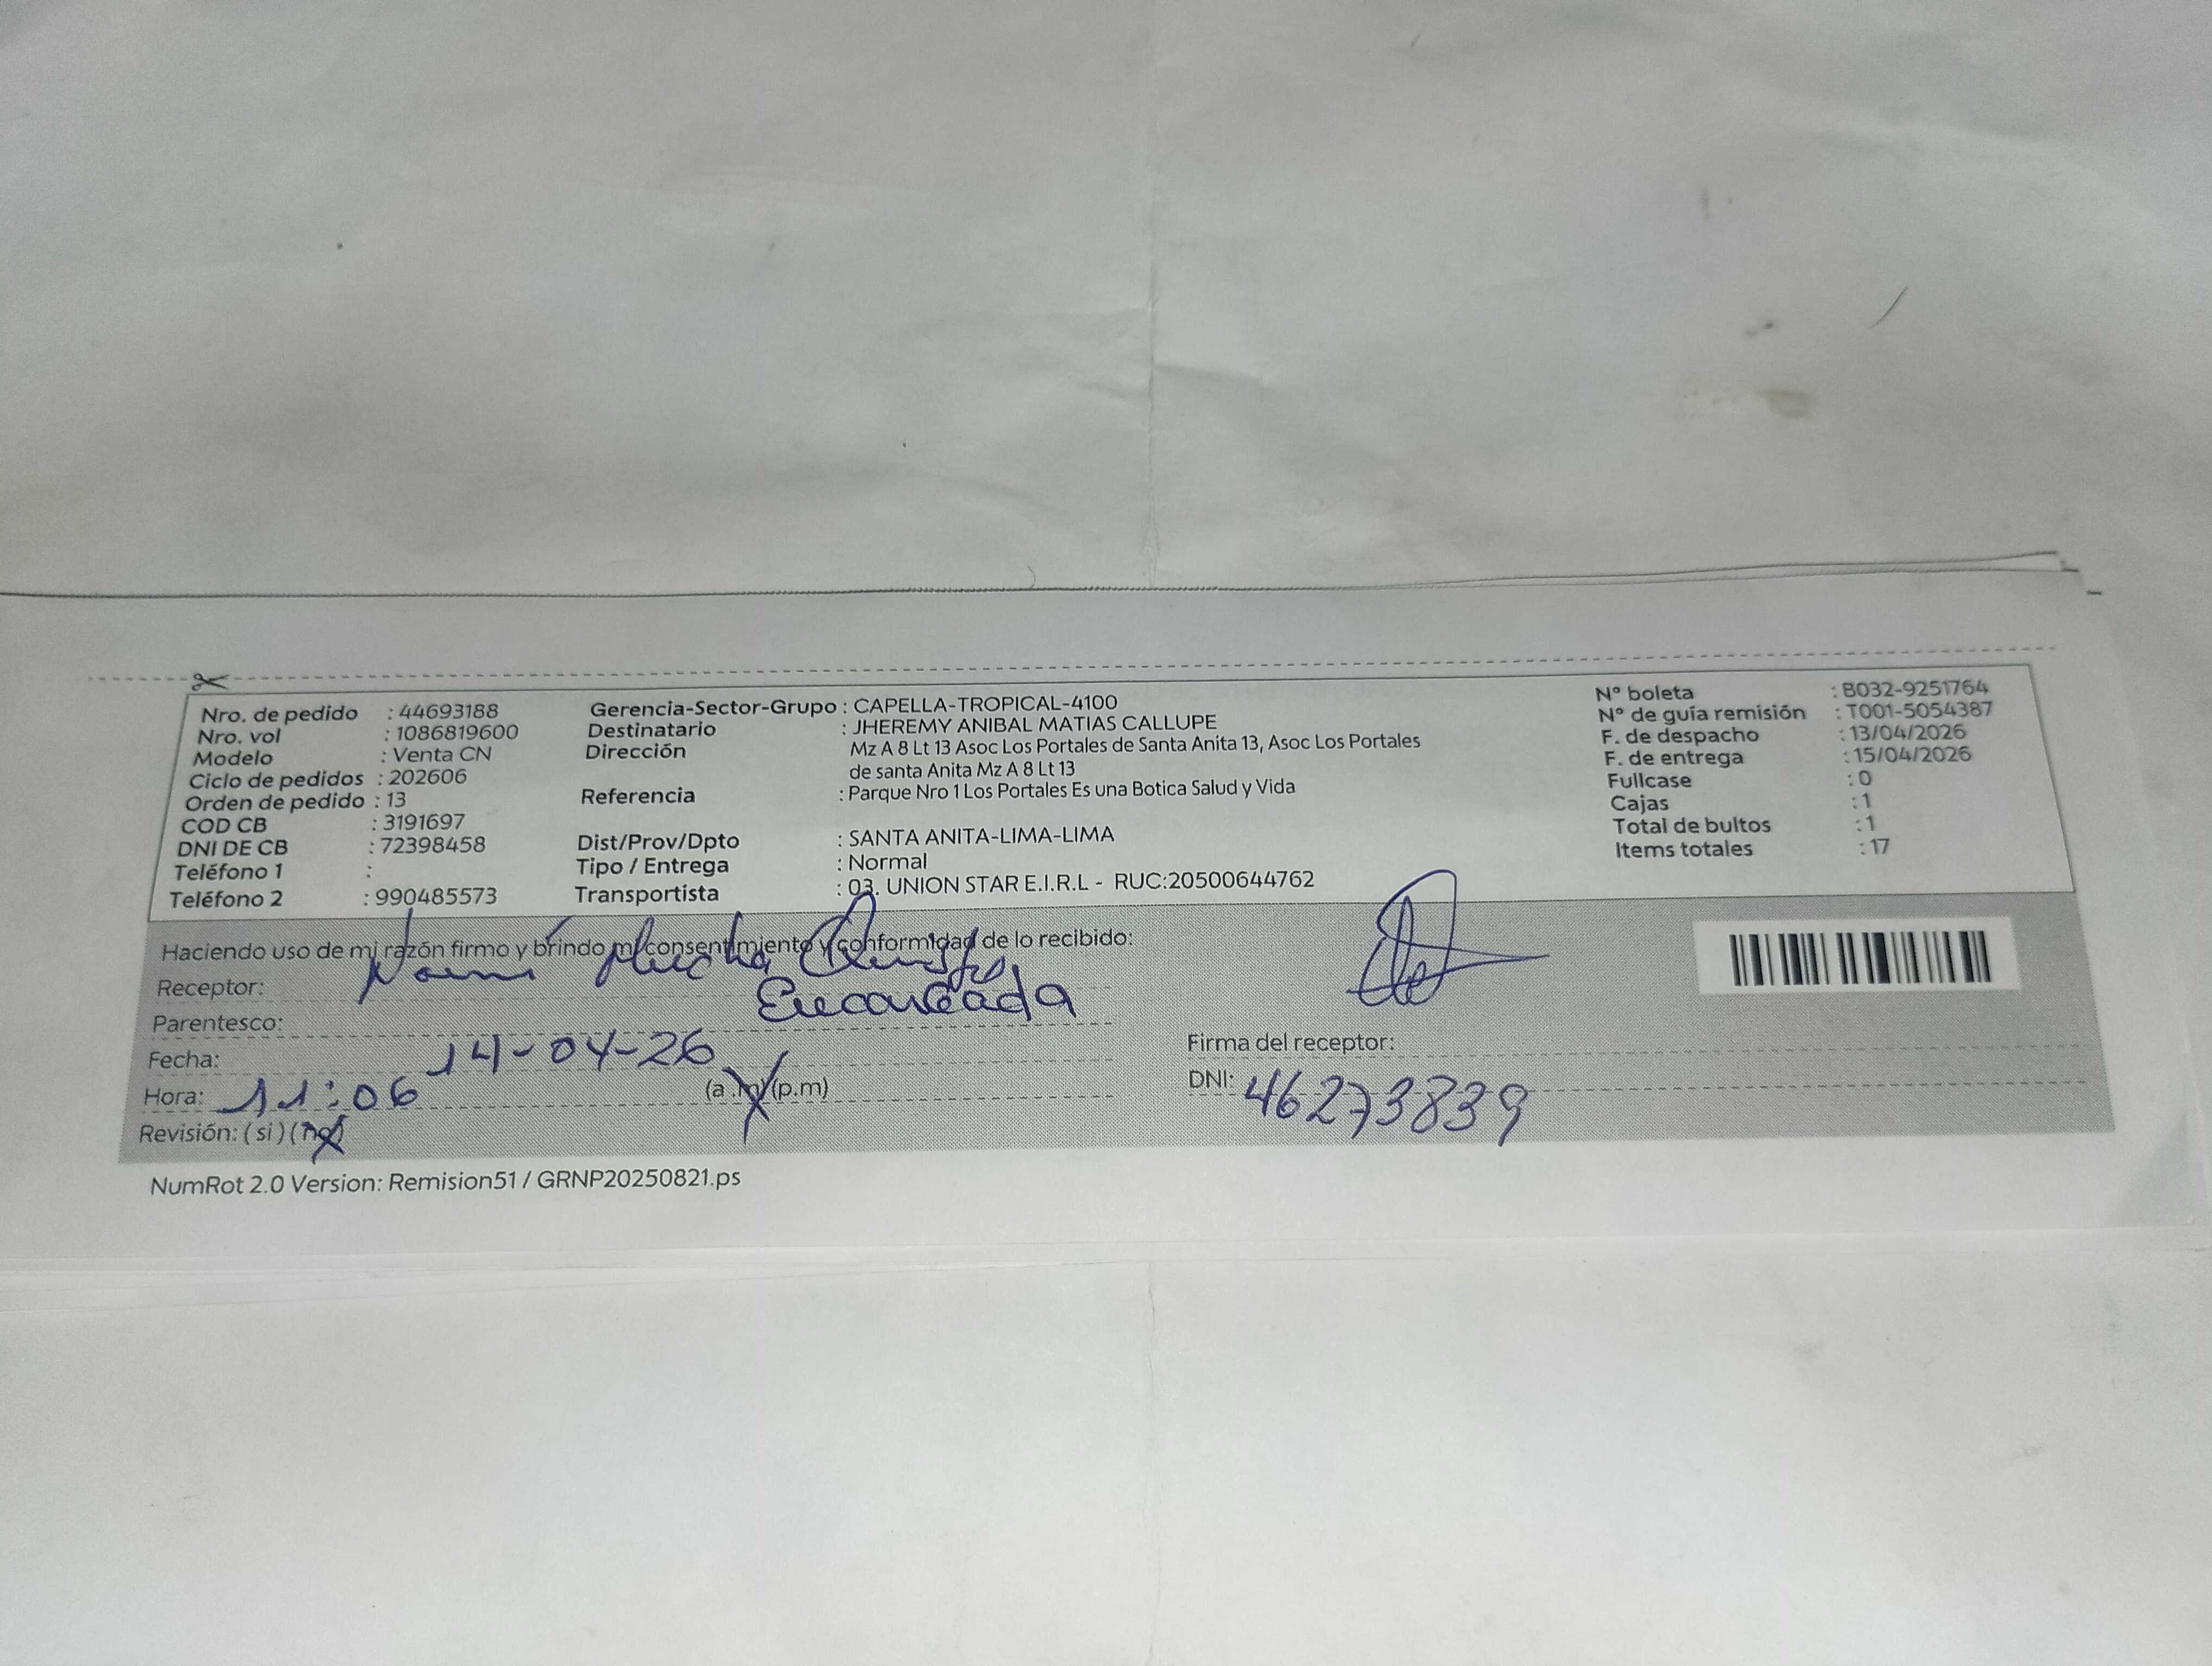 Nro. de pedido : 44693188
Nro. vol : 1086819600
Modelo : Venta CN
Ciclo de pedidos : 202606
Orden de pedido : 13
COD CB : 3191697
DNI DE CB : 72398458
Teléfono 1 :
Teléfono 2 : 990485573
Gerencia-Sector-Grupo : CAPELLA-TROPICAL-4100
Destinatario : JHEREMY ANIBAL MATIAS CALLUPE
Dirección Mz A 8 Lt 13 Asoc Los Portales de Santa Anita 13, Asoc Los Portales
de santa Anita Mz A 8 Lt 13
Referencia : Parque Nro 1 Los Portales Es una Botica Salud y Vida
Dist/Prov/Dpto : SANTA ANITA-LIMA-LIMA
Tipo / Entrega : Normal
Transportista : 03. UNION STAR E.I.R.L - RUC:20500644762
N° boleta : B032-9251764
N° de guía remisión : T001-5054387
F. de despacho : 13/04/2026
F. de entrega : 15/04/2026
Fullcase : 0
Cajas : 1
Total de bultos : 1
Items totales : 17
Haciendo uso de mi razón firmo y brindo mi consentimiento y conformidad de lo recibido:
Receptor:
Parentesco: Encargada
Fecha: 14-04-26
Hora: 11:06 (a.m)(p.m)
Revisión: (si) (no)
Firma del receptor:
DNI: 46273839
NumRot 2.0 Version: Remision51 / GRNP20250821.ps